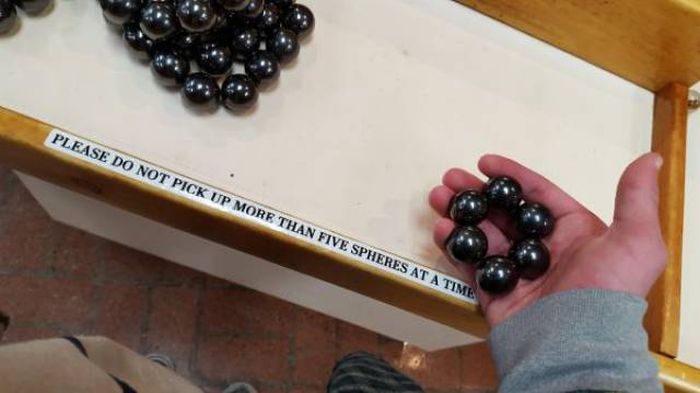 PLEASE DO NOT PICK UP MORE THAN FIVE SPHERES AT A TIME